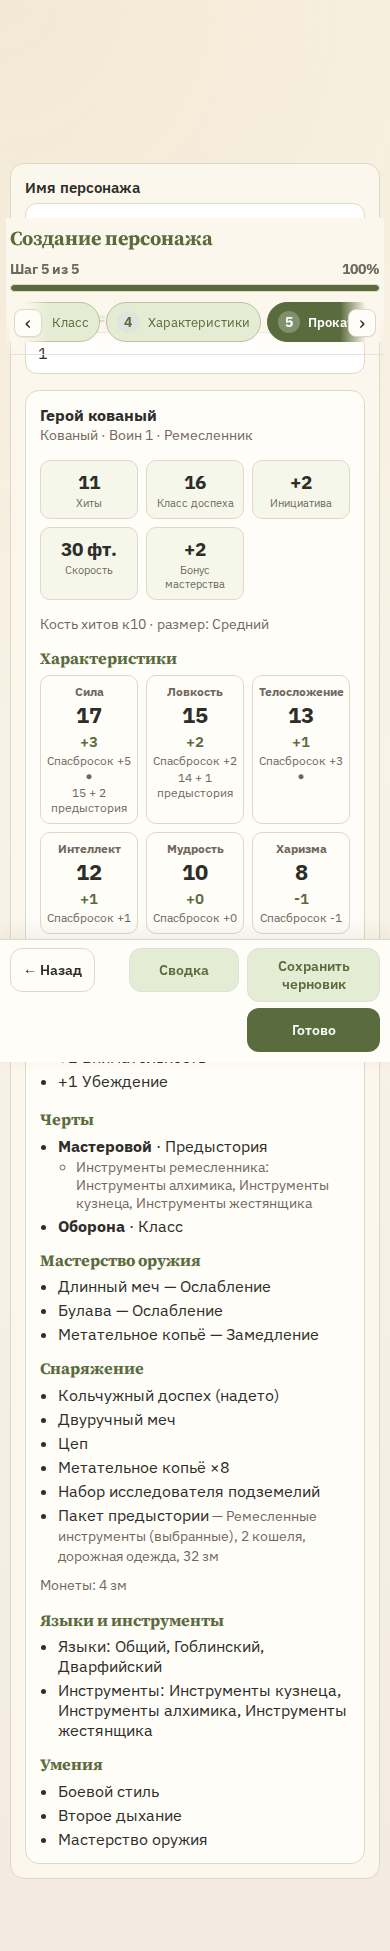 Имя персонажа
Создание персонажа
Шаг 5 из 5
100%
‹
Класс
4
Характеристики
5
›
1
Герой кованый
Кованый · Воин 1 · Ремесленник
11
16
+2
Хиты
Класс доспеха
Инициатива
30 фт.
+2
Скорость
Бонус
мастерства
Кость хитов к10 · размер: Средний
Характеристики
Сила
Ловкость
Телосложение
17
15
13
+3
+2
+1
Спасбросок +5
Спасбросок +2
Спасбросок +3
●
14 + 1
●
15 + 2
предыстория
предыстория
Интеллект
Мудрость
Харизма
12
10
8
+1
+0
-1
Спасбросок +1
Спасбросок +0
Спасбросок -1
← Назад
Сводка
Сохранить
черновик
Готово
• +1 Убеждение
Черты
• Мастеровой · Предыстория
◦ Инструменты ремесленника:
Инструменты алхимика, Инструменты
кузнеца, Инструменты жестянщика
• Оборона · Класс
Мастерство оружия
• Длинный меч — Ослабление
• Булава — Ослабление
• Метательное копьё — Замедление
Снаряжение
• Кольчужный доспех (надето)
• Двуручный меч
• Цеп
• Метательное копьё ×8
• Набор исследователя подземелий
• Пакет предыстории — Ремесленные
инструменты (выбранные), 2 кошеля,
дорожная одежда, 32 зм
Монеты: 4 зм
Языки и инструменты
• Языки: Общий, Гоблинский,
Дварфийский
• Инструменты: Инструменты кузнеца,
Инструменты алхимика, Инструменты
жестянщика
Умения
• Боевой стиль
• Второе дыхание
• Мастерство оружия